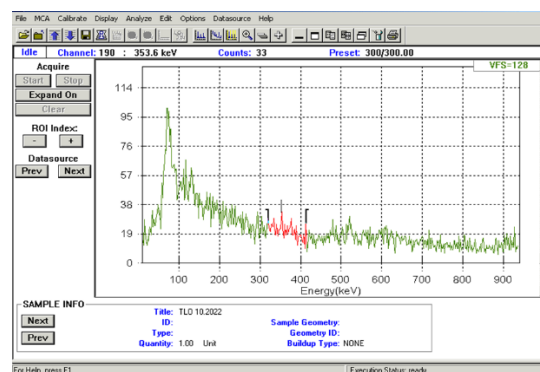 File MCA Calibrate Display Analyze Edit Options Datasource Help
Idle Channel: 190 : 353.6 keV Counts: 33 Preset: 300/300.00
Acquire
Start Stop
Expand On
Clear
ROI Index:
- +
Datasource
Prev Next
VFS=128
114
95
76
57
38
19
0
100 200 300 400 500 600 700 800 900
Energy(keV)
SAMPLE INFO
Next
Prev
Title: TLO 10.2022
ID: Sample Geometry:
Type: Geometry ID:
Quantity: 1.00 Unit Buildup Type: NONE
For Help, press F1 Execution Status: ready